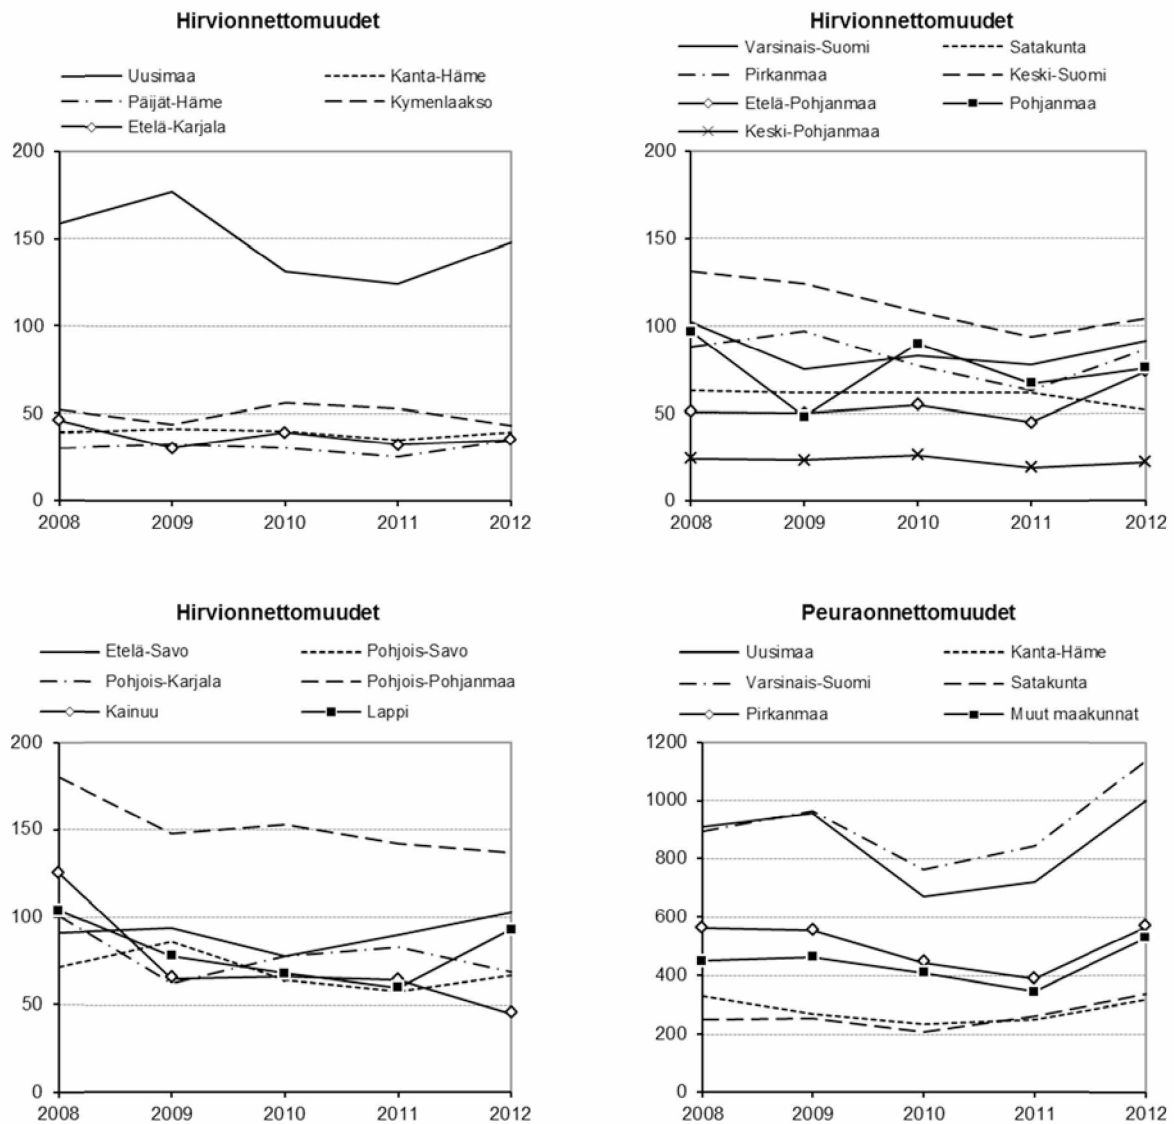 Hirvionnettomuudet
Uusimaa Kanta-Häme
Päijät-Häme Kymenlaakso
Etelä-Karjala
200
150
100
50
0
2008 2009 2010 2011 2012
Hirvionnettomuudet
Varsinais-Suomi Satakunta
Pirkanmaa Keski-Suomi
Etelä-Pohjanmaa Pohjanmaa
Keski-Pohjanmaa
200
150
100
50
0
2008 2009 2010 2011 2012
Hirvionnettomuudet
Etelä-Savo Pohjois-Savo
Pohjois-Karjala Pohjois-Pohjanmaa
Kainuu Lappi
200
150
100
50
0
2008 2009 2010 2011 2012
Peuraonnettomuudet
Uusimaa Kanta-Häme
Varsinais-Suomi Satakunta
Pirkanmaa Muut maakunnat
1200
1000
800
600
400
200
0
2008 2009 2010 2011 2012